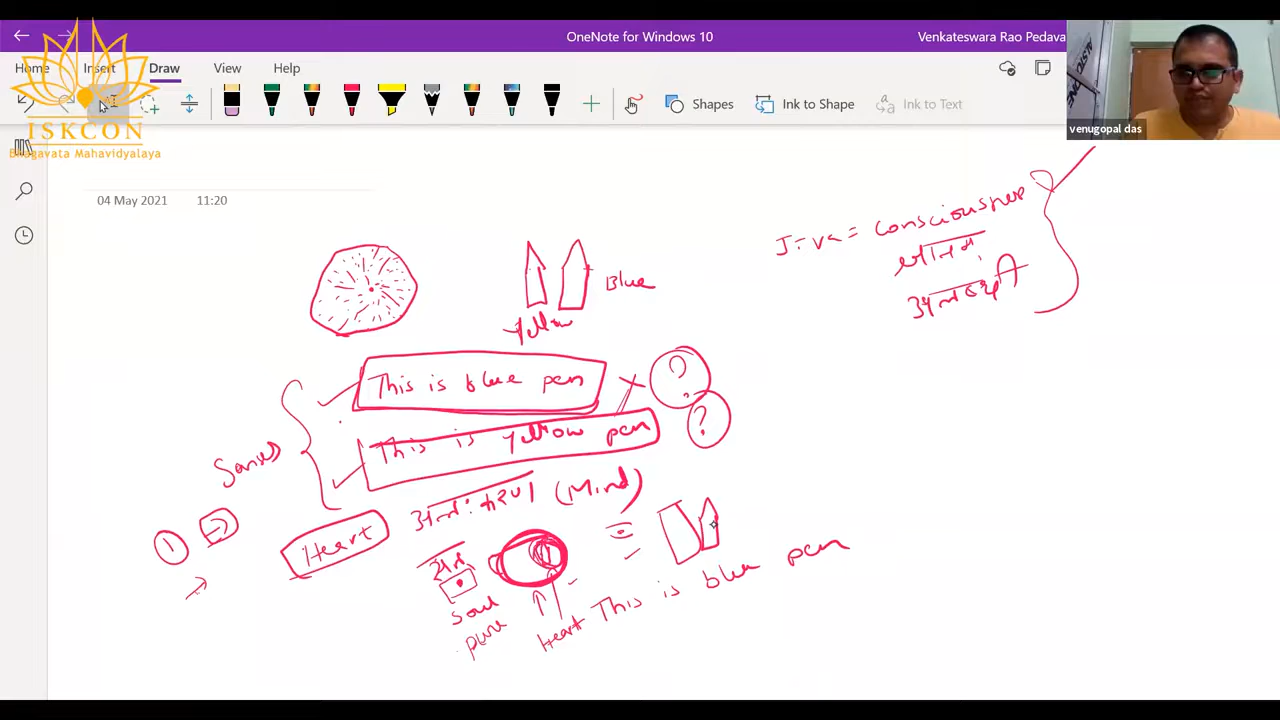 OneNote for Windows 10
Venkateswara Rao Pedava
Home Insert Draw View Help
Shapes Ink to Shape Ink to Text
venugopal das
ISKCON
Bhagavata Mahavidyalaya
04 May 2021 11:20
Jiva = consciousness
Blue
Yellow
This is blue pen ?
This is yellow pen ?
Senses
(Mind)
1
Heart
Soul
pure
Heart This is blue pen